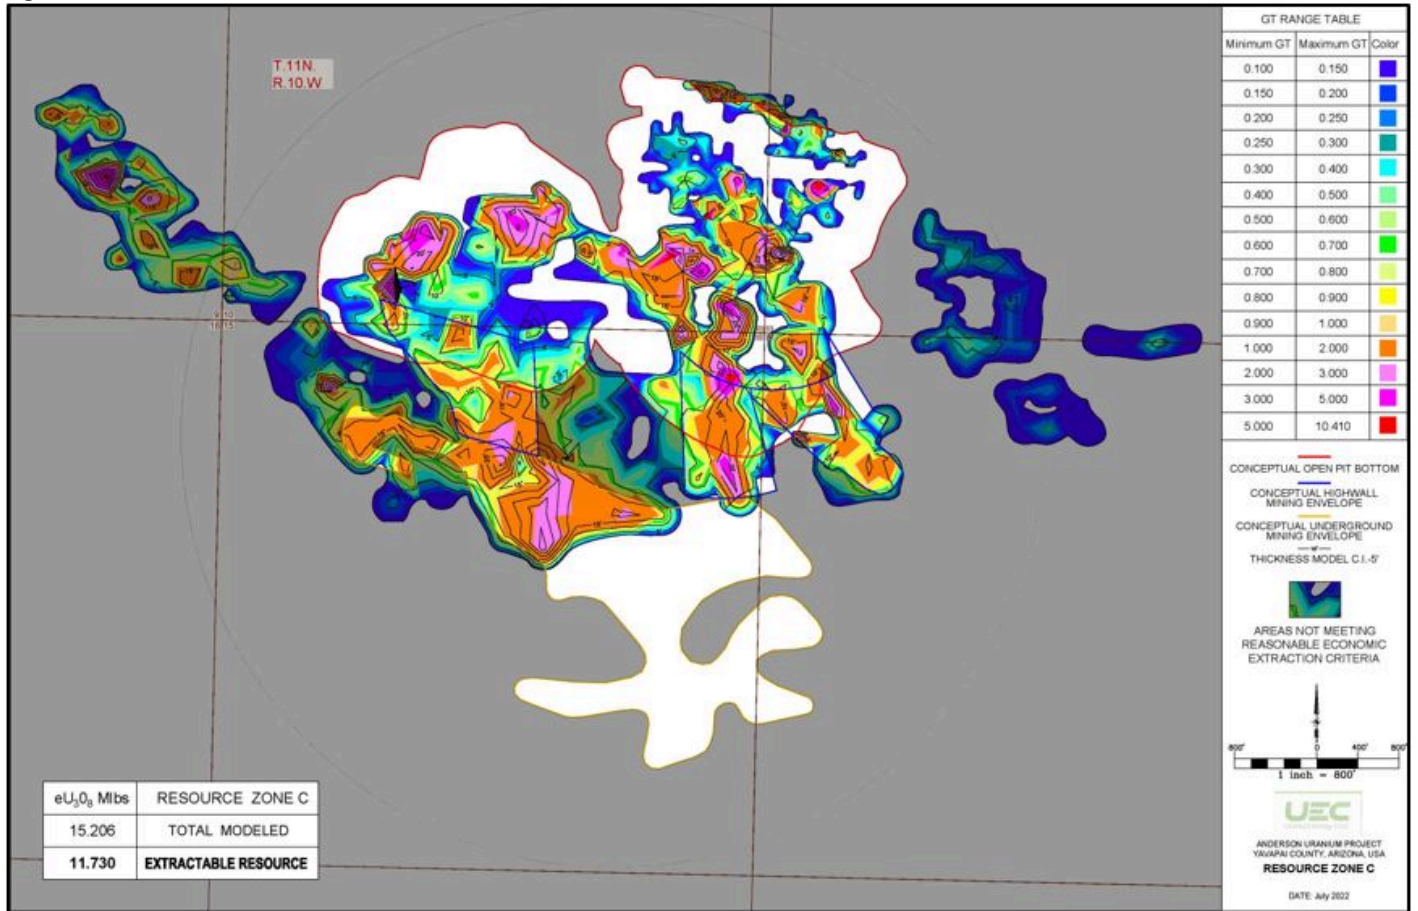 T.11N.
R.10.W
9 10
16 15
GT RANGE TABLE
Minimum GT Maximum GT Color
0.100 0.150
0.150 0.200
0.200 0.250
0.250 0.300
0.300 0.400
0.400 0.500
0.500 0.600
0.600 0.700
0.700 0.800
0.800 0.900
0.900 1.000
1.000 2.000
2.000 3.000
3.000 5.000
5.000 10.410
CONCEPTUAL OPEN PIT BOTTOM
CONCEPTUAL HIGHWALL
MINING ENVELOPE
CONCEPTUAL UNDERGROUND
MINING ENVELOPE
THICKNESS MODEL C.I.-5'
AREAS NOT MEETING
REASONABLE ECONOMIC
EXTRACTION CRITERIA
800' 0 400' 800'
1 inch = 800'
UEC
ANDERSON URANIUM PROJECT
YAVAPAI COUNTY, ARIZONA, USA
RESOURCE ZONE C
DATE: July 2022
eU₃0₈ Mlbs RESOURCE ZONE C
15.206 TOTAL MODELED
11.730 EXTRACTABLE RESOURCE